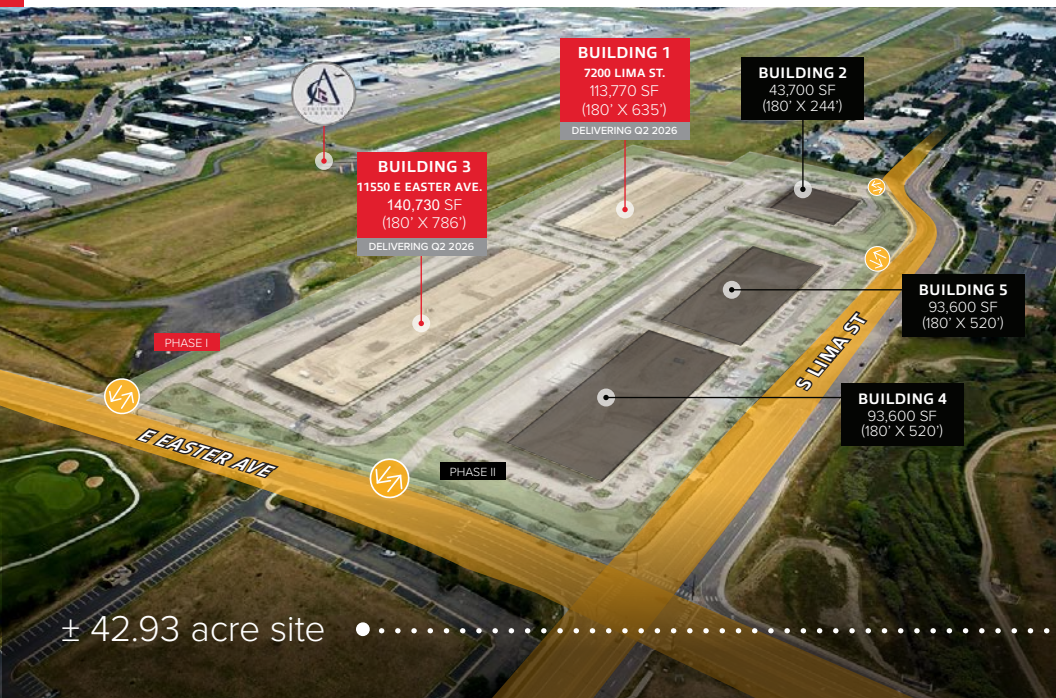 BUILDING 1
7200 LIMA ST.
113,770 SF
(180' X 635')
DELIVERING Q2 2026
BUILDING 2
43,700 SF
(180' X 244')
CENTENNIAL
AIRPORT
BUILDING 3
11550 E EASTER AVE.
140,730 SF
(180' X 786')
DELIVERING Q2 2026
BUILDING 5
93,600 SF
(180' X 520')
PHASE I
S LIMA ST
BUILDING 4
93,600 SF
(180' X 520')
E EASTER AVE
PHASE II
± 42.93 acre site